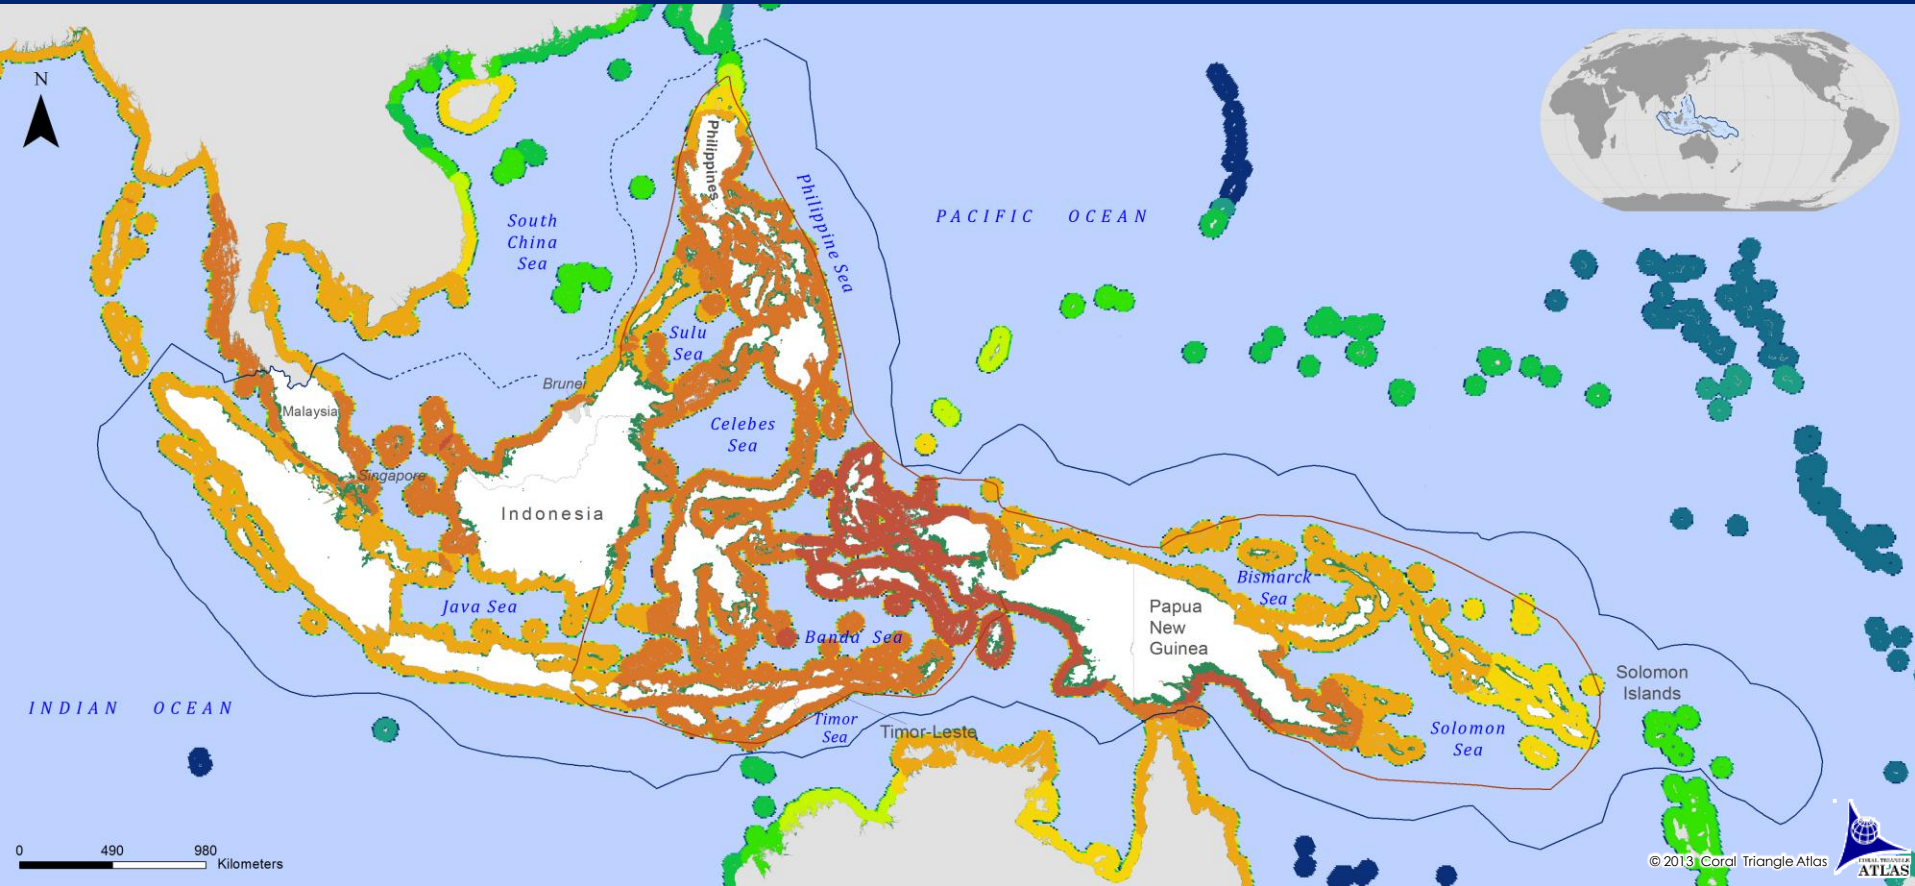 N
South
China
Sea
Philippines
Philippine Sea
PACIFIC OCEAN
Sulu
Sea
Brunei
Malaysia
Celebes
Sea
Singapore
Indonesia
Java Sea
Banda Sea
Bismarck
Sea
Papua
New
Guinea
Solomon
Islands
INDIAN OCEAN
Timor
Sea
Timor-Leste
Solomon
Sea
0 490 980
Kilometers
© 2013 Coral Triangle Atlas
CORAL TRIANGLE
ATLAS